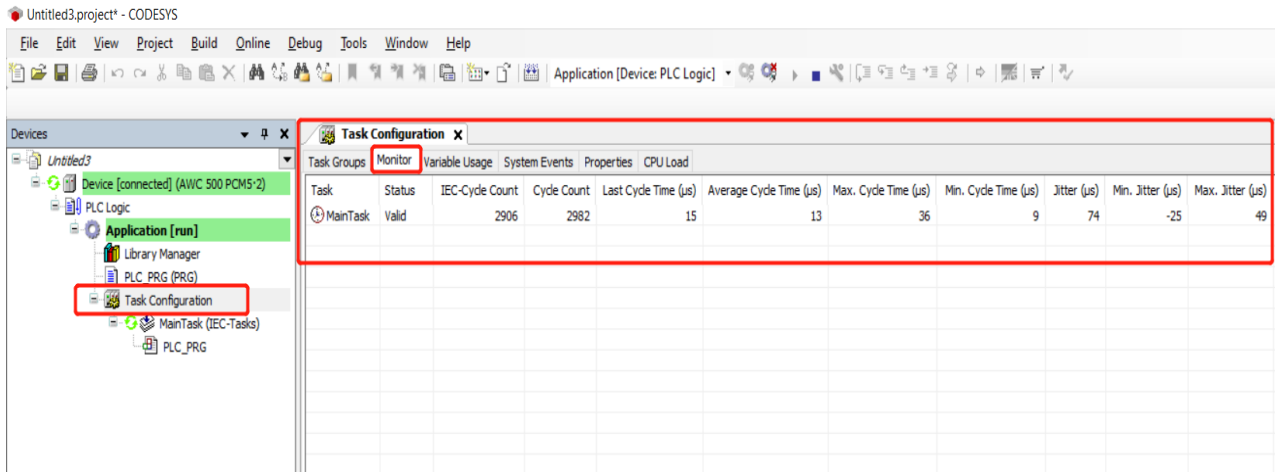 Untitled3.project* - CODESYS
File Edit View Project Build Online Debug Tools Window Help
Application [Device: PLC Logic]
Devices
Untitled3
Device [connected] (AWC 500 PCM5-2)
PLC Logic
Application [run]
Library Manager
PLC_PRG (PRG)
Task Configuration
MainTask (IEC-Tasks)
PLC_PRG
Task Configuration
Task Groups Monitor Variable Usage System Events Properties CPU Load
Task Status IEC-Cycle Count Cycle Count Last Cycle Time (µs) Average Cycle Time (µs) Max. Cycle Time (µs) Min. Cycle Time (µs) Jitter (µs) Min. Jitter (µs) Max. Jitter (µs)
MainTask Valid 2906 2982 15 13 36 9 74 -25 49